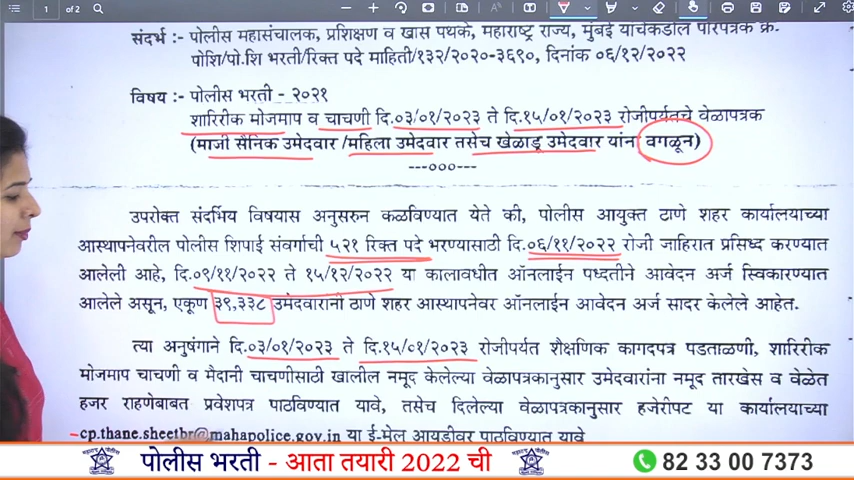 1 of 2
संदर्भ :- पोलीस महासंचालक, प्रशिक्षण व खास पथके, महाराष्ट्र राज्य, मुंबई यांचेकडील परिपत्रक क्र.
पोशि/पो.शि भरती/रिक्त पदे माहिती/१३२/२०२०-३६९०, दिनांक ०६/१२/२०२२
विषय :- पोलीस भरती - २०२१
शारिरीक मोजमाप व चाचणी दि.०३/०१/२०२३ ते दि.१५/०१/२०२३ रोजीपर्यतचे वेळापत्रक
(माजी सैनिक उमेदवार /महिला उमेदवार तसेच खेळाडू उमेदवार यांना वगळून)
---०००---
उपरोक्त संदर्भिय विषयास अनुसरुन कळविण्यात येते की, पोलीस आयुक्त ठाणे शहर कार्यालयाच्या
आस्थापनेवरील पोलीस शिपाई संवर्गाची ५२१ रिक्त पदे भरण्यासाठी दि.०६/११/२०२२ रोजी जाहिरात प्रसिध्द करण्यात
आलेली आहे, दि.०९/११/२०२२ ते १५/१२/२०२२ या कालावधीत ऑनलाईन पध्दतीने आवेदन अर्ज स्विकारण्यात
आलेले असून, एकूण ३९,३३८ उमेदवारांनी ठाणे शहर आस्थापनेवर ऑनलाईन आवेदन अर्ज सादर केलेले आहेत.
त्या अनुषंगाने दि.०३/०१/२०२३ ते दि.१५/०१/२०२३ रोजीपर्यत शैक्षणिक कागदपत्र पडताळणी, शारिरीक
मोजमाप चाचणी व मैदानी चाचणीसाठी खालील नमूद केलेल्या वेळापत्रकानुसार उमेदवारांना नमूद तारखेस व वेळेत
हजर राहणेबाबत प्रवेशपत्र पाठविण्यात यावे, तसेच दिलेल्या वेळापत्रकानुसार हजेरीपट या कार्यालयाच्या
cp.thane.sheetbr@mahapolice.gov.in या ई-मेल आयडीवर पाठविण्यात यावे
पोलीस भरती - आता तयारी 2022 ची
82 33 00 7373